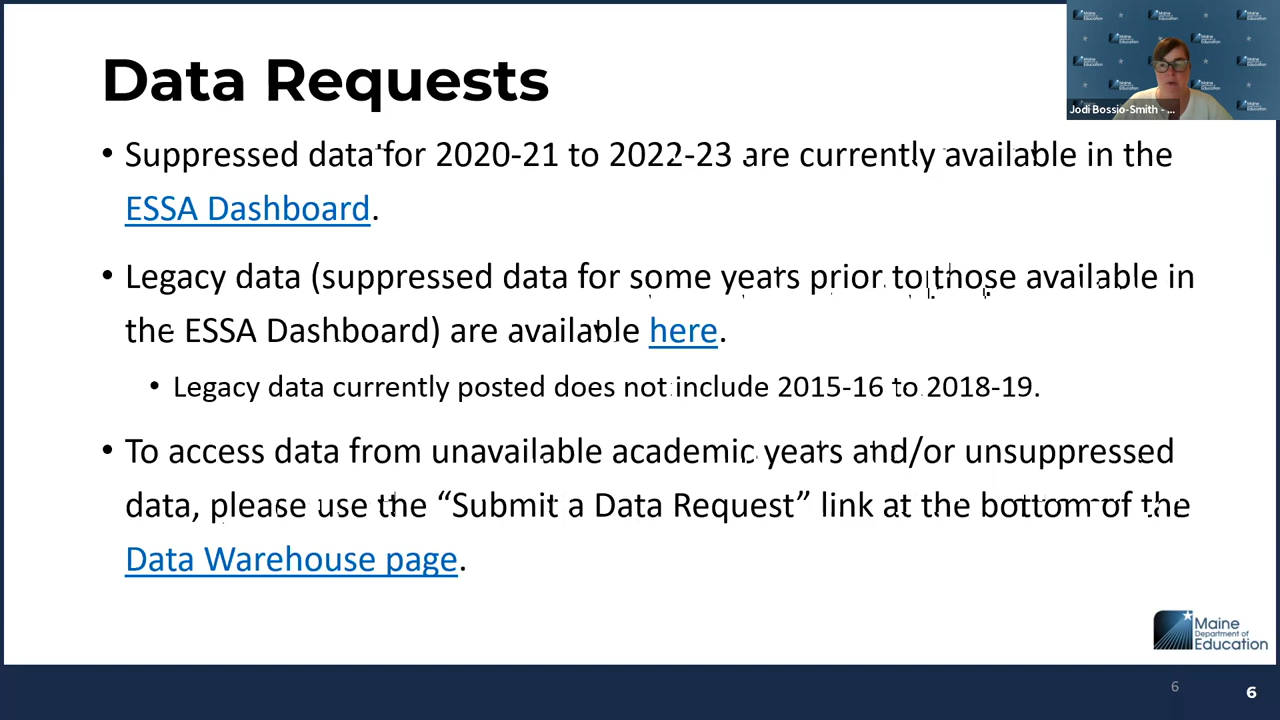 Data Requests
• Suppressed data for 2020-21 to 2022-23 are currently available in the
ESSA Dashboard.
• Legacy data (suppressed data for some years prior to those available in
the ESSA Dashboard) are available here.
• Legacy data currently posted does not include 2015-16 to 2018-19.
• To access data from unavailable academic years and/or unsuppressed
data, please use the “Submit a Data Request” link at the bottom of the
Data Warehouse page.
Jodi Bossio-Smith - ...
Maine
Department of
Education
6
6